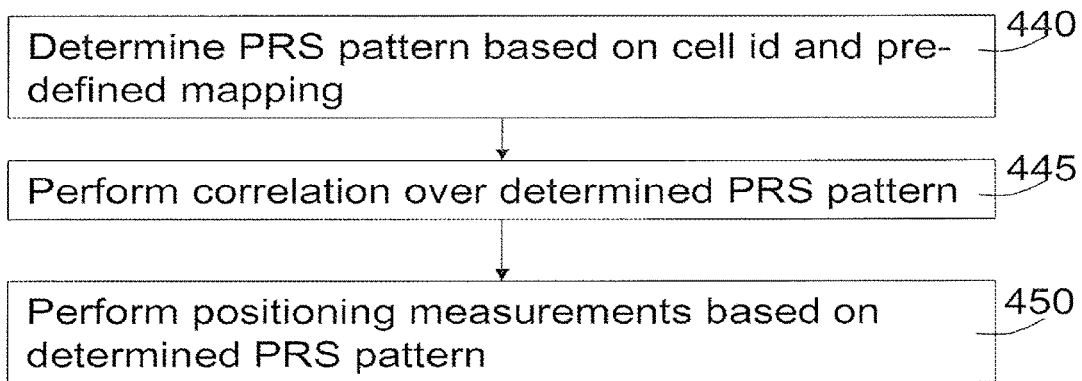 440
Determine PRS pattern based on cell id and pre-
defined mapping
445
Perform correlation over determined PRS pattern
450
Perform positioning measurements based on
determined PRS pattern